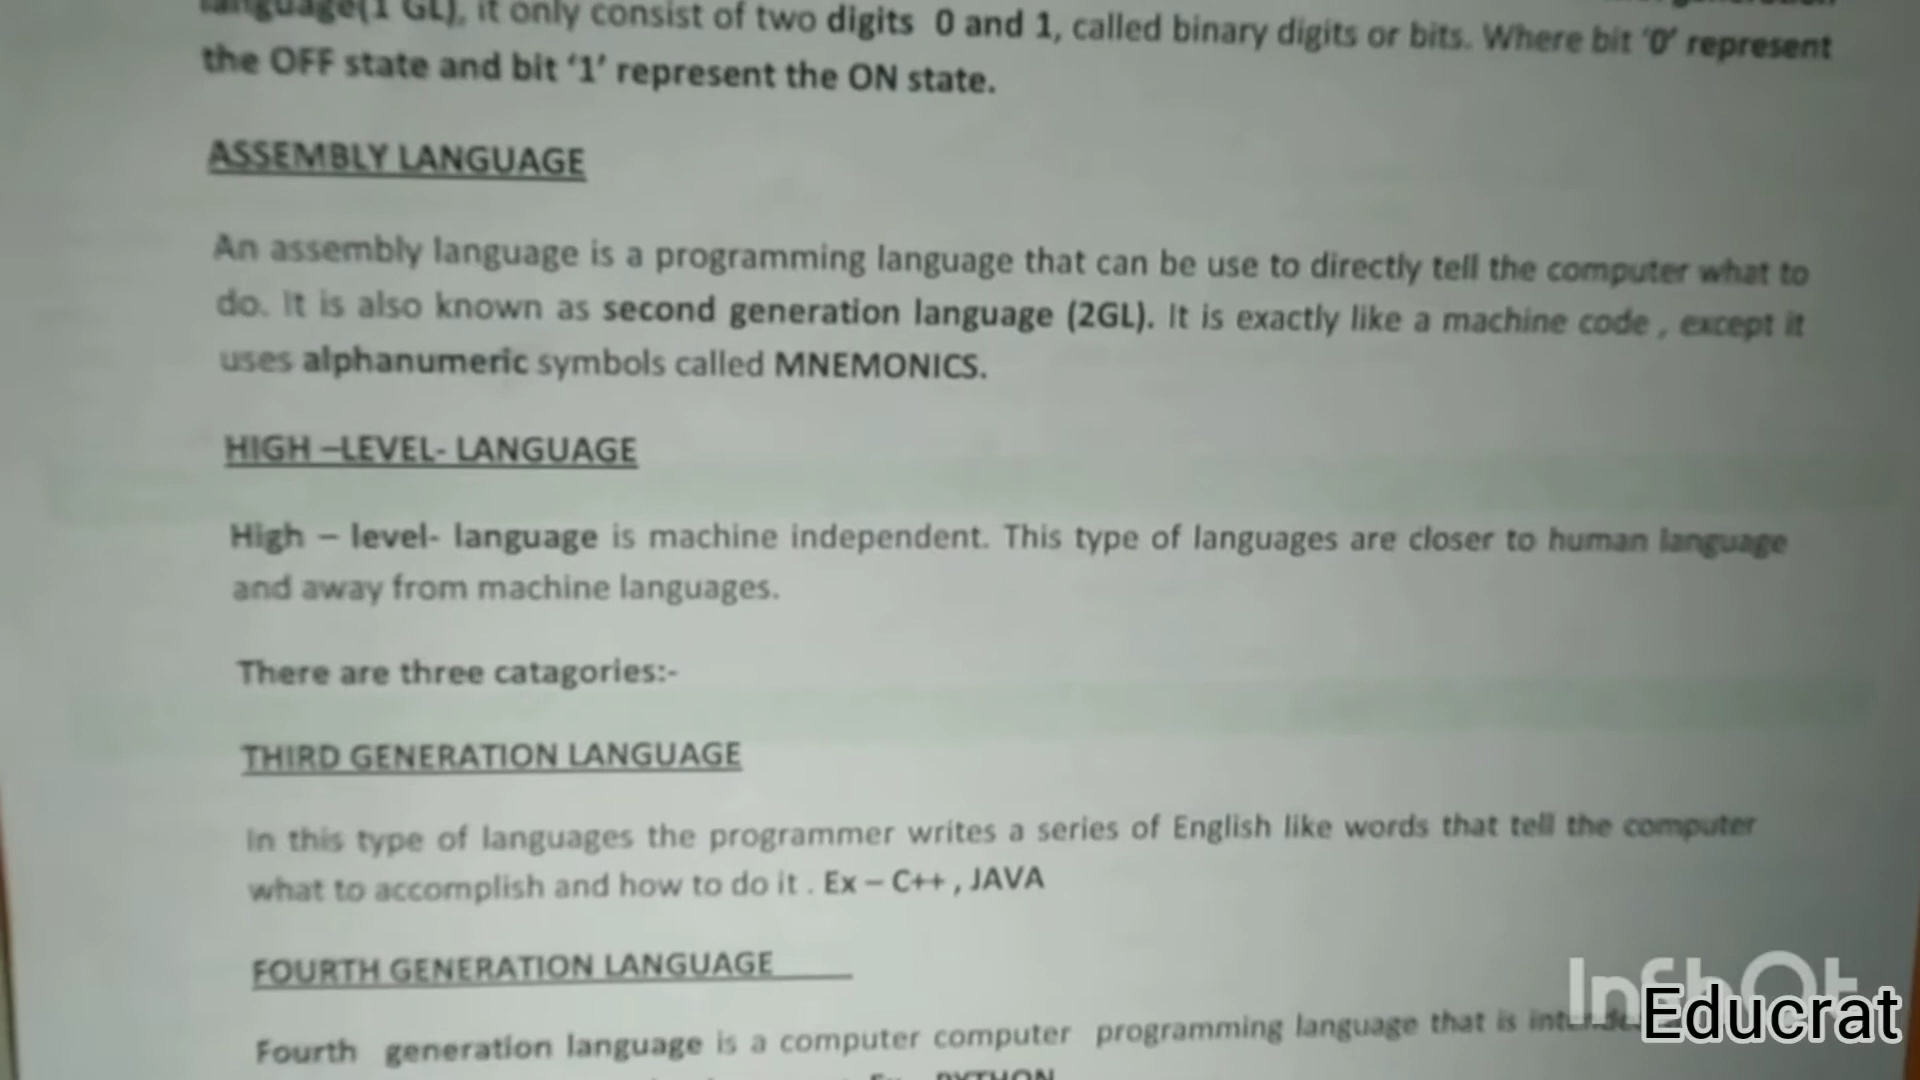 language(1 GL), it only consist of two digits 0 and 1, called binary digits or bits. Where bit ‘0’ represent
the OFF state and bit ‘1’ represent the ON state.
ASSEMBLY LANGUAGE
An assembly language is a programming language that can be use to directly tell the computer what to
do. It is also known as second generation language (2GL). It is exactly like a machine code , except it
uses alphanumeric symbols called MNEMONICS.
HIGH –LEVEL- LANGUAGE
High – level- language is machine independent. This type of languages are closer to human language
and away from machine languages.
There are three catagories:-
THIRD GENERATION LANGUAGE
In this type of languages the programmer writes a series of English like words that tell the computer
what to accomplish and how to do it . Ex – C++ , JAVA
FOURTH GENERATION LANGUAGE
Fourth generation language is a computer computer programming language that is
Ex PYTHON
InShOt
Educrat